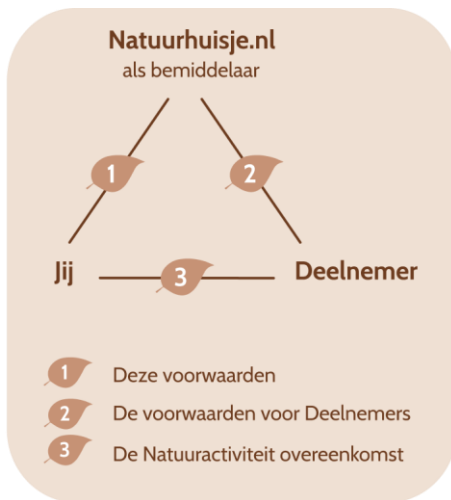 Natuurhuisje.nl
als bemiddelaar
1
2
Jij
3
Deelnemer
1 Deze voorwaarden
2 De voorwaarden voor Deelnemers
3 De Natuuractiviteit overeenkomst